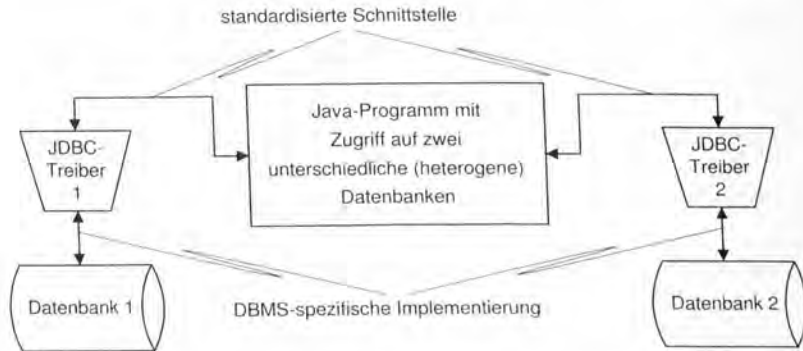 standardisierte Schnittstelle
Java-Programm mit
Zugriff auf zwei
unterschiedliche (heterogene)
Datenbanken
JDBC-
Treiber
1
JDBC-
Treiber
2
Datenbank 1
DBMS-spezifische Implementierung
Datenbank 2